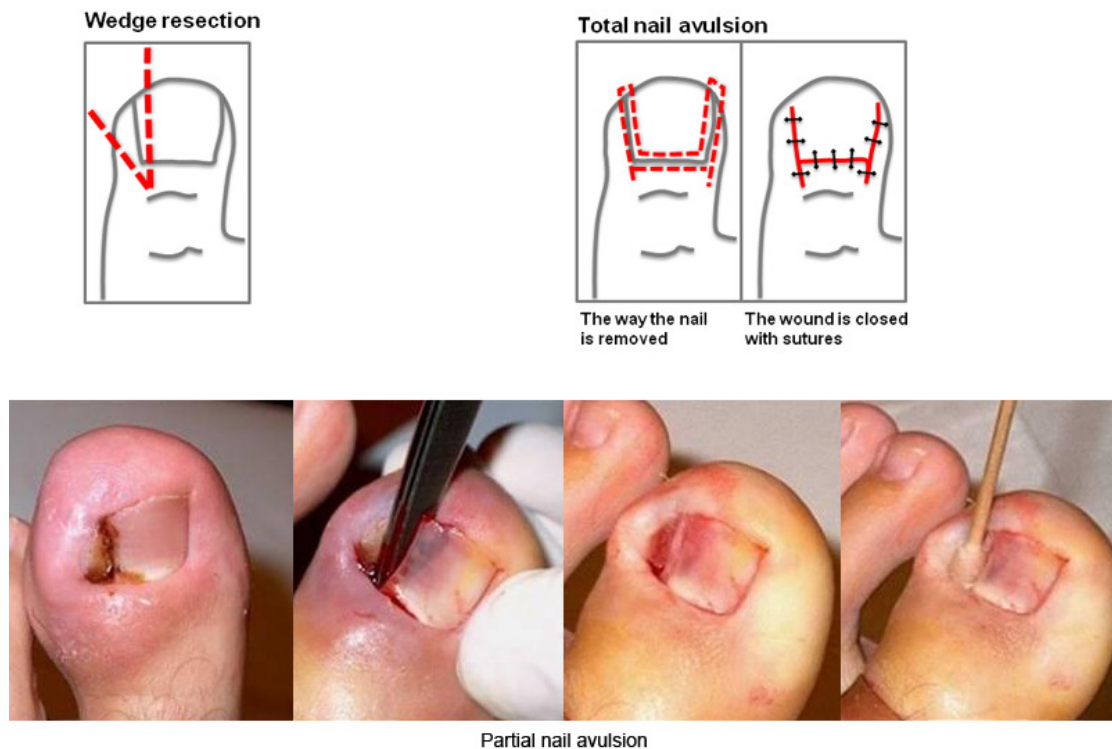 Wedge resection
Total nail avulsion
The way the nail
is removed
The wound is closed
with sutures
Partial nail avulsion